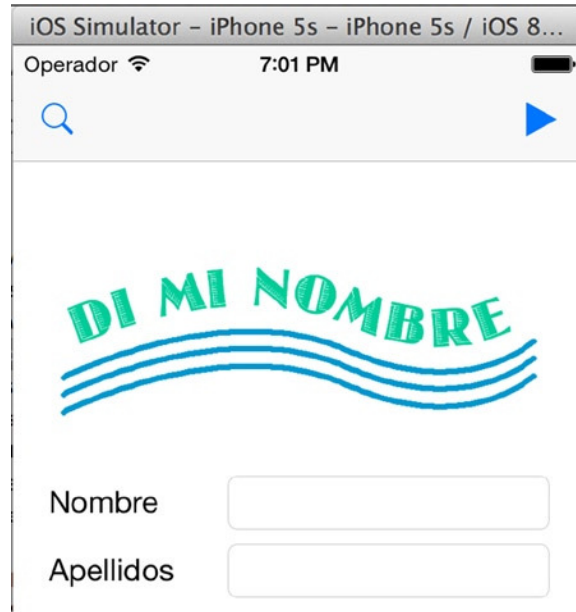 iOS Simulator – iPhone 5s – iPhone 5s / iOS 8...
Operador 7:01 PM
DI MI NOMBRE
Nombre
Apellidos